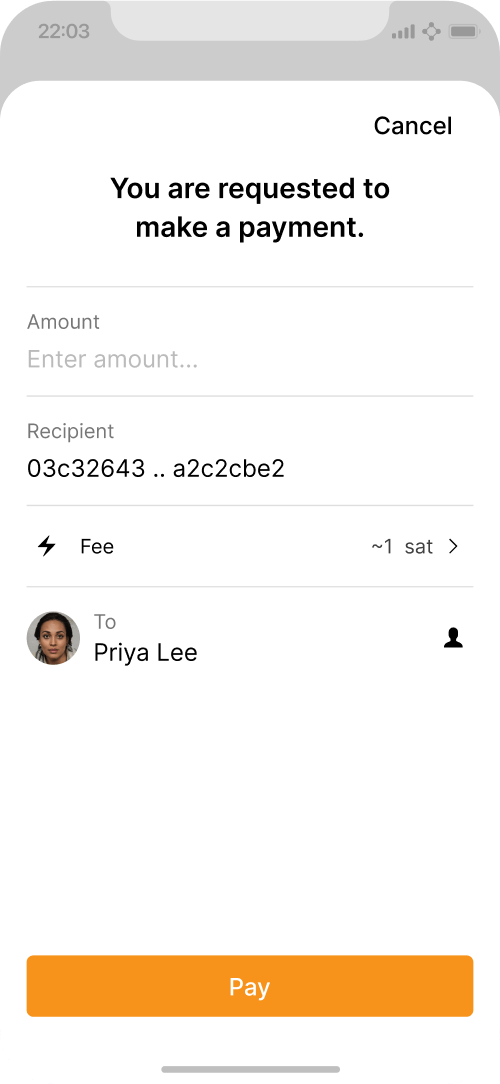 22:03
Cancel
You are requested to
make a payment.
Amount
Enter amount...
Recipient
03c32643 .. a2c2cbe2
Fee ~1 sat
To
Priya Lee
Pay